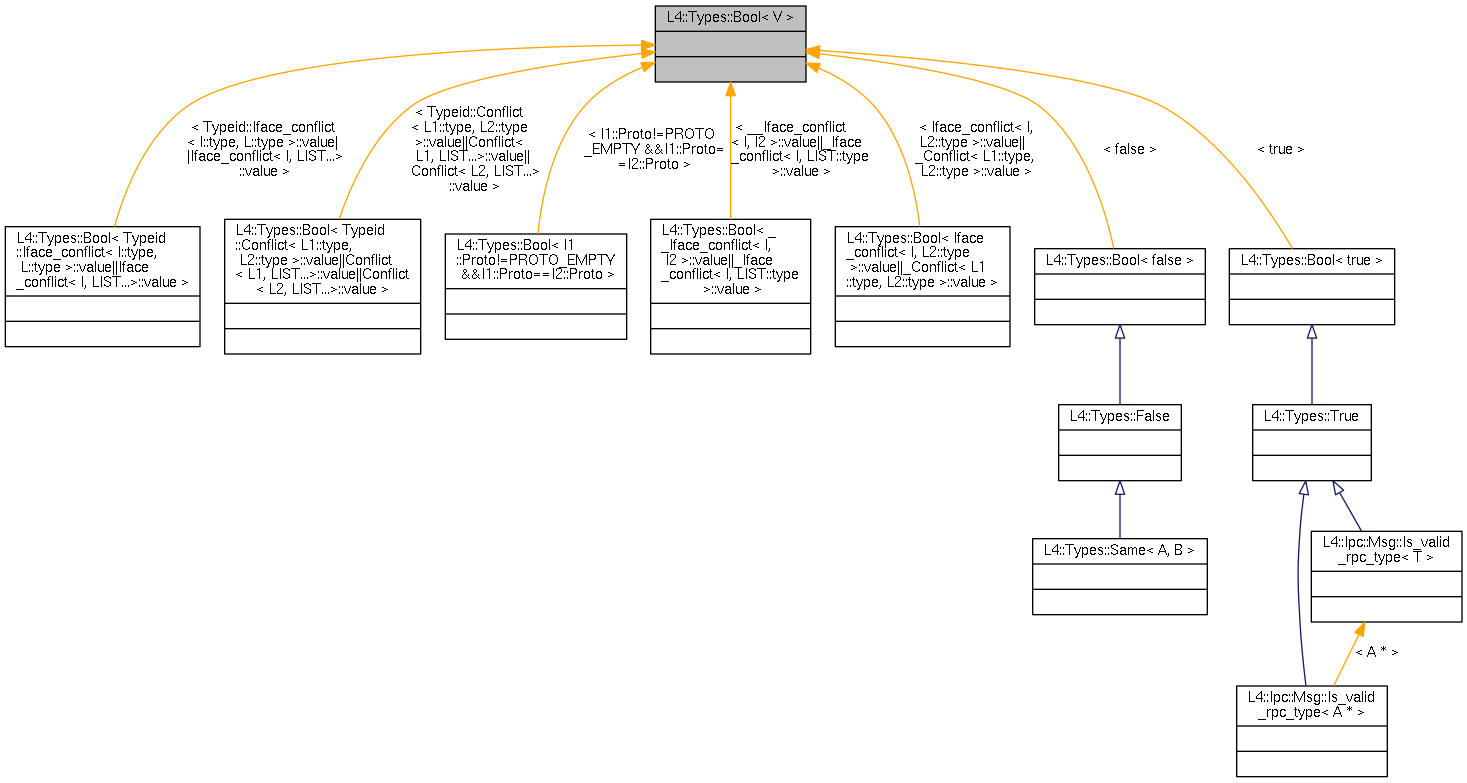 L4::Types::Bool< V >
< Typeid::Iface_conflict
< I::type, L::type >::value|
|Iface_conflict< I, LIST...>
::value >
< Typeid::Conflict
< L1::type, L2::type
>::value||Conflict<
L1, LIST...>::value||
Conflict< L2, LIST...>
::value >
< I1::Proto!=PROTO
_EMPTY &&I1::Proto=
=I2::Proto >
< __Iface_conflict
< I, I2 >::value||_Iface
_conflict< I, LIST::type
>::value >
< Iface_conflict< I,
L2::type >::value||
_Conflict< L1::type,
L2::type >::value >
< false >
< true >
L4::Types::Bool< Typeid
::Iface_conflict< I::type,
L::type >::value||Iface
_conflict< I, LIST...>::value >
L4::Types::Bool< Typeid
::Conflict< L1::type,
L2::type >::value||Conflict
< L1, LIST...>::value||Conflict
< L2, LIST...>::value >
L4::Types::Bool< I1
::Proto!=PROTO_EMPTY
&&I1::Proto==I2::Proto >
L4::Types::Bool< _
_Iface_conflict< I,
I2 >::value||_Iface
_conflict< I, LIST::type
>::value >
L4::Types::Bool< Iface
_conflict< I, L2::type
>::value||_Conflict< L1
::type, L2::type >::value >
L4::Types::Bool< false >
L4::Types::Bool< true >
L4::Types::False
L4::Types::True
L4::Types::Same< A, B >
L4::Ipc::Msg::Is_valid
_rpc_type< T >
< A * >
L4::Ipc::Msg::Is_valid
_rpc_type< A * >